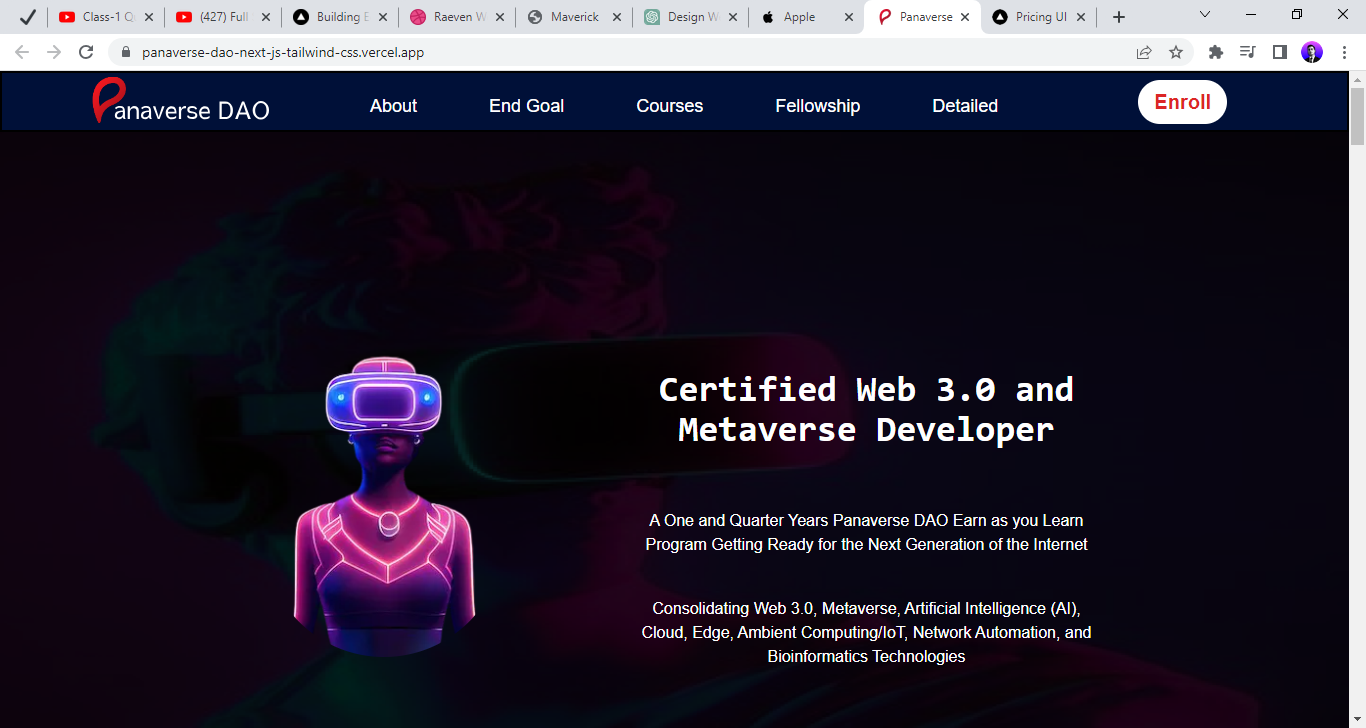 Class-1 Q
(427) Full
Building E
Raeven W
Maverick
Design W
Apple
Panaverse
Pricing UI
panaverse-dao-next-js-tailwind-css.vercel.app
Panaverse DAO
About
End Goal
Courses
Fellowship
Detailed
Enroll
Certified Web 3.0 and
Metaverse Developer
A One and Quarter Years Panaverse DAO Earn as you Learn
Program Getting Ready for the Next Generation of the Internet
Consolidating Web 3.0, Metaverse, Artificial Intelligence (AI),
Cloud, Edge, Ambient Computing/IoT, Network Automation, and
Bioinformatics Technologies